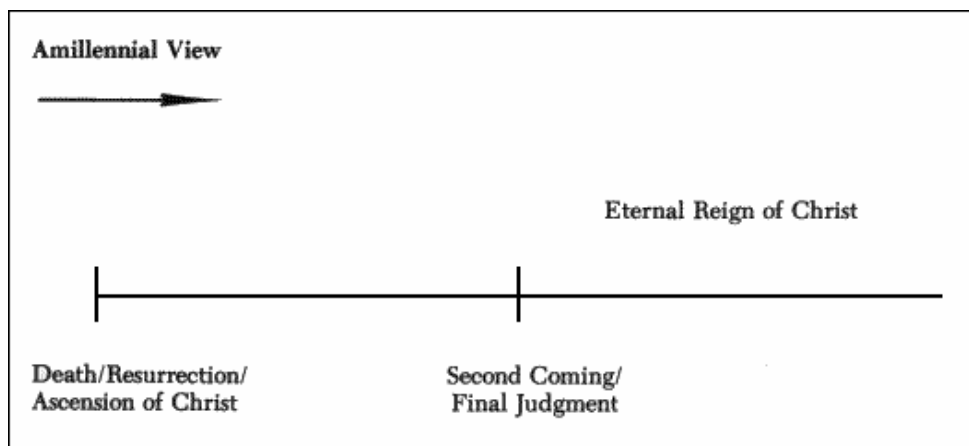 Amillennial View
Eternal Reign of Christ
Death/Resurrection/
Ascension of Christ
Second Coming/
Final Judgment